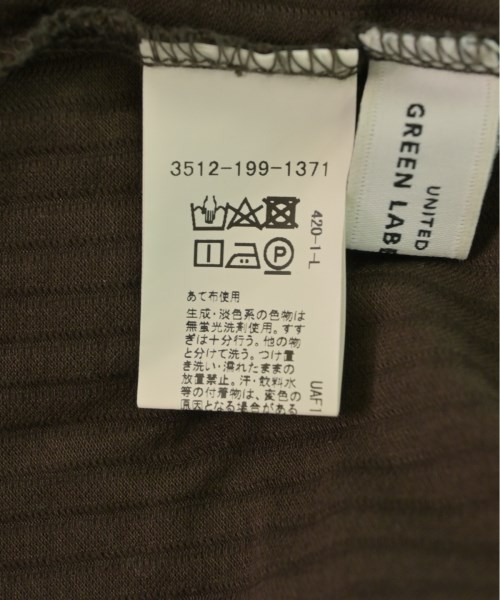 3512-199-1371
420-1-L
P
あて布使用
生成・淡色系の色物は
無蛍光洗剤使用。すす
ぎは十分行う。他の物
と分けて洗う。つけ置
き洗い・濡れたままの
放置禁止。汗・飲料水
等の付着物は、変色の
原因となる場合がある
UAF1
UNITED
GREEN LABE